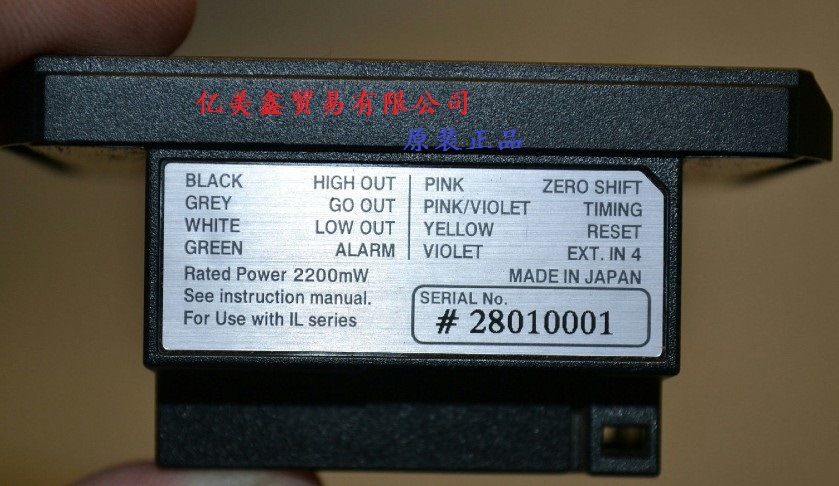 亿美鑫贸易有限公司
原装正品
BLACK HIGH OUT PINK ZERO SHIFT
GREY GO OUT PINK/VIOLET TIMING
WHITE LOW OUT YELLOW RESET
GREEN ALARM VIOLET EXT. IN 4
Rated Power 2200mW MADE IN JAPAN
See instruction manual.
For Use with IL series
SERIAL No.
# 28010001